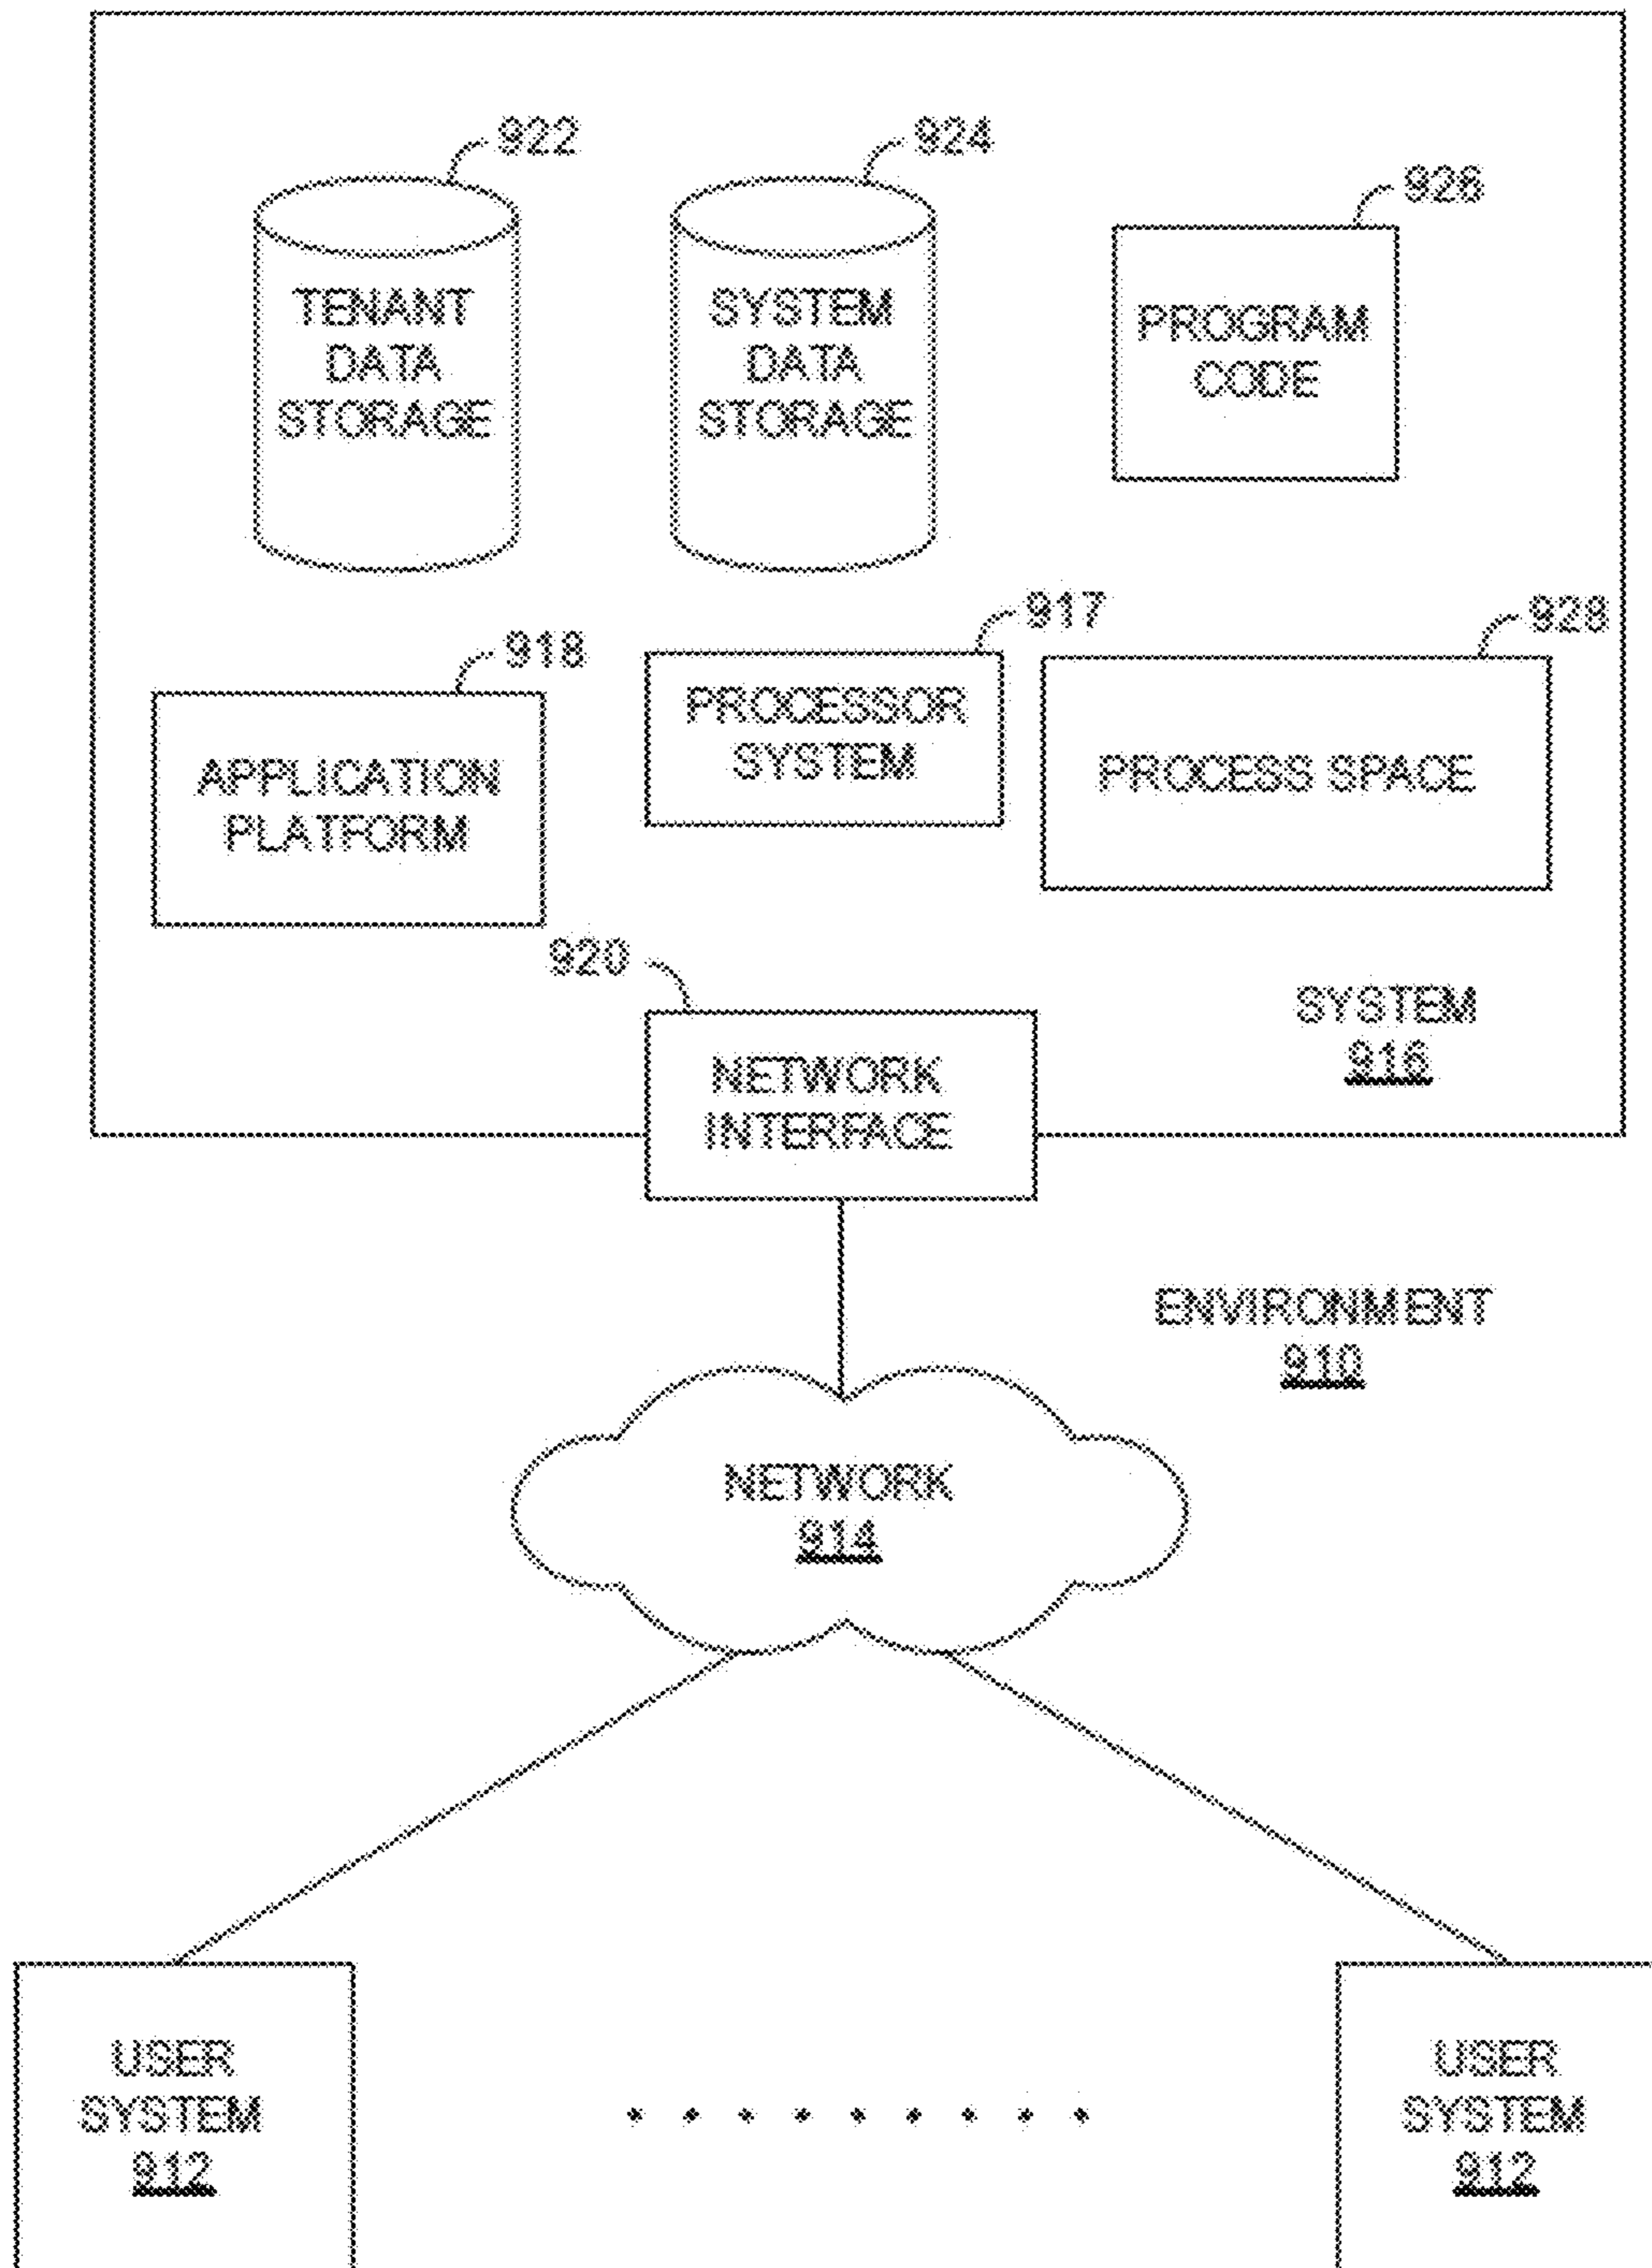 922
924
926
TENANT
DATA
STORAGE
SYSTEM
DATA
STORAGE
PROGRAM
CODE
918
917
928
APPLICATION
PLATFORM
PROCESSOR
SYSTEM
PROCESS SPACE
920
NETWORK
INTERFACE
SYSTEM
916
ENVIRONMENT
910
NETWORK
914
USER
SYSTEM
912
USER
SYSTEM
912